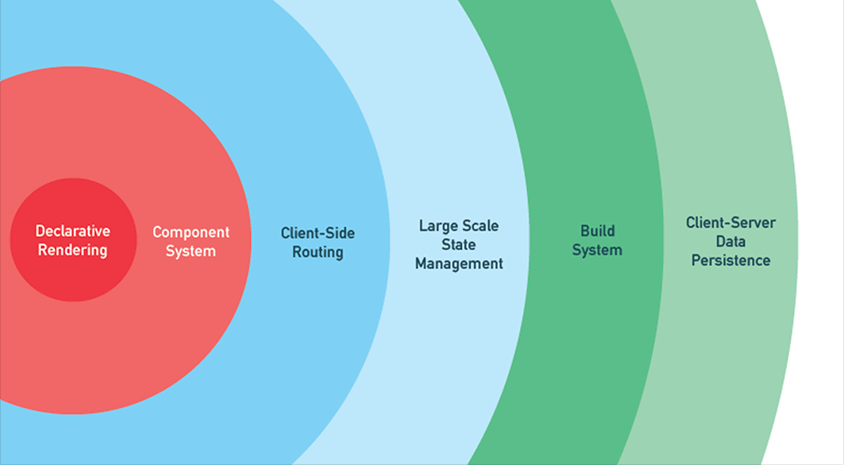 Declarative
Rendering
Component
System
Client-Side
Routing
Large Scale
State
Management
Build
System
Client-Server
Data
Persistence